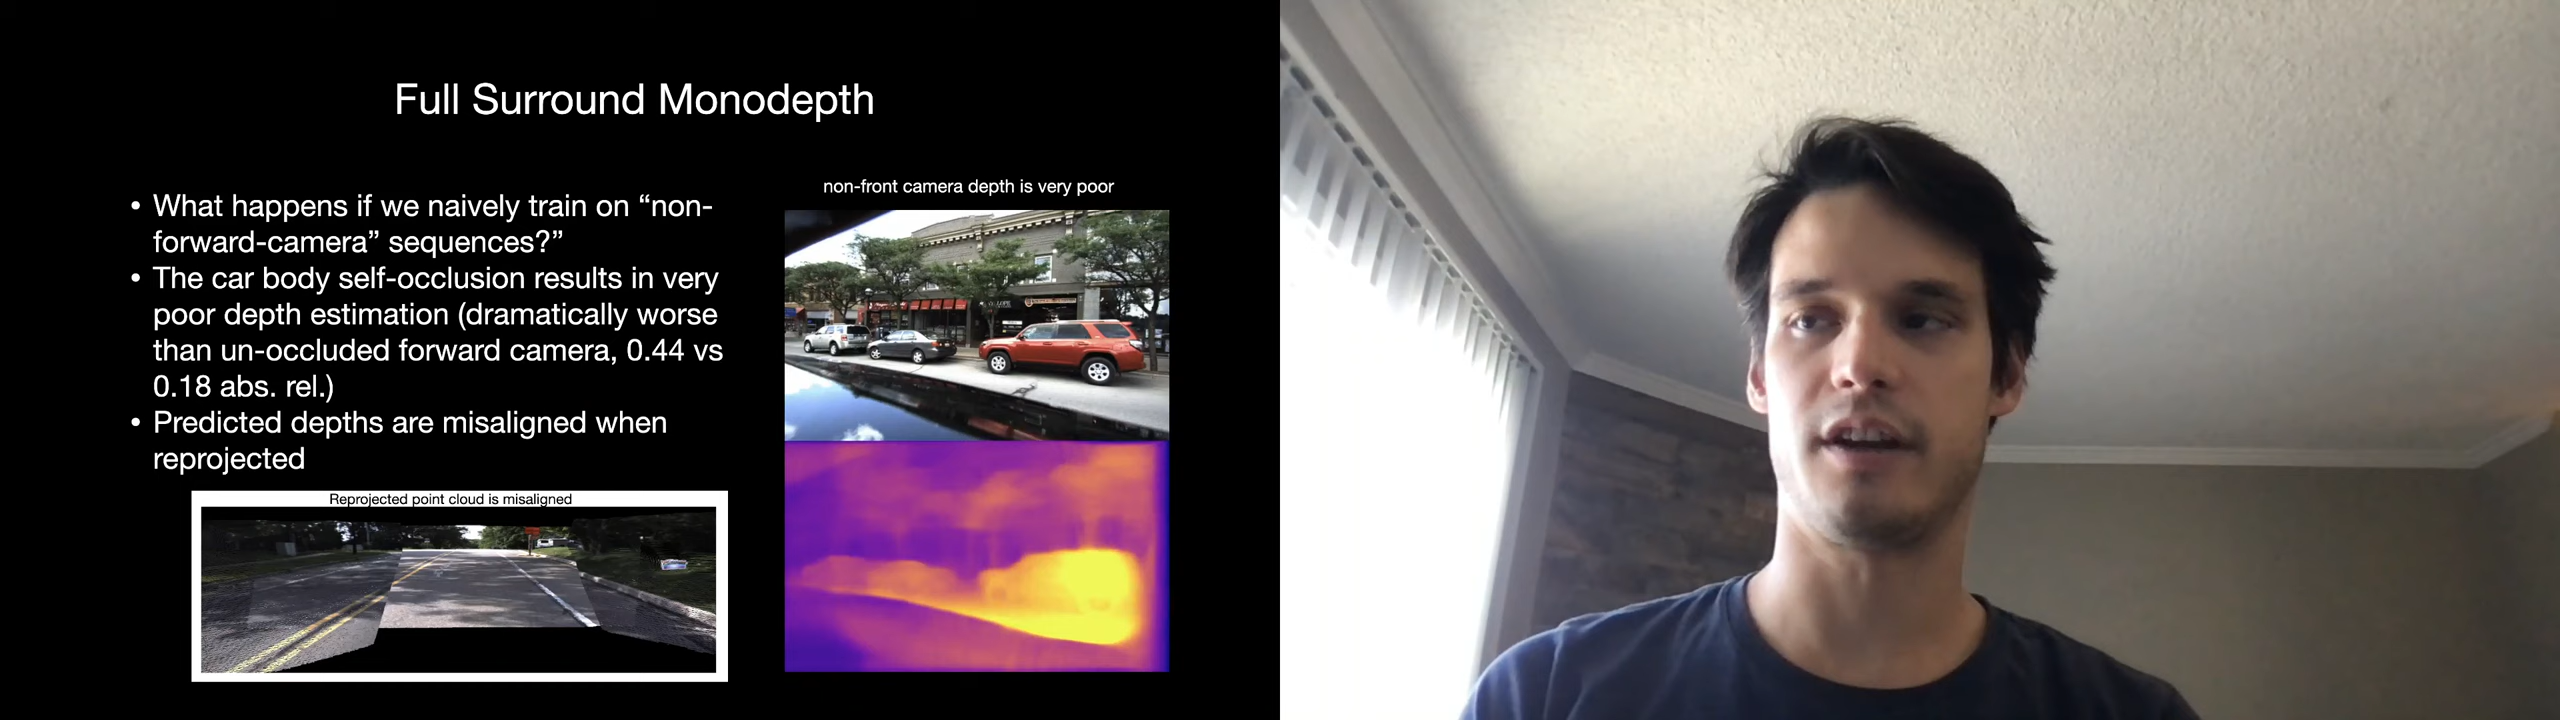 Full Surround Monodepth
• What happens if we naively train on “non-
forward-camera” sequences?”
• The car body self-occlusion results in very
poor depth estimation (dramatically worse
than un-occluded forward camera, 0.44 vs
0.18 abs. rel.)
• Predicted depths are misaligned when
reprojected
Reprojected point cloud is misaligned
non-front camera depth is very poor